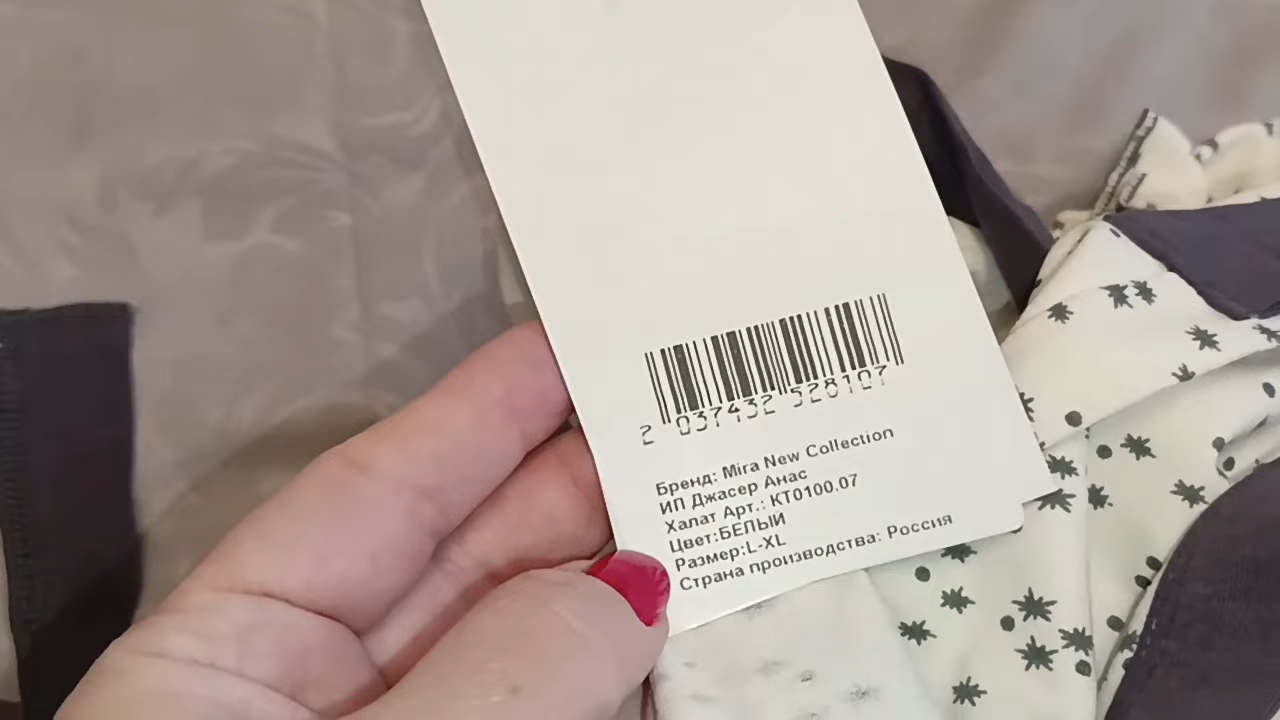 2 037432 528107
Бренд: Mira New Collection
ИП Джасер Анас
Халат Арт.: КТ0100.07
Цвет:БЕЛЫЙ
Размер:L-XL
Страна производства: Россия